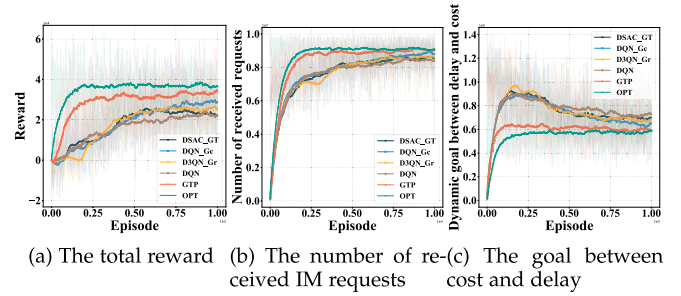 Reward
6
4
2
0
−2
0.00 0.25 0.50 0.75 1.00
Episode
DSAC_GT
DQN_Gc
D3QN_Gr
DQN
GTP
OPT
Number of received requests
1.0
0.8
0.6
0.4
0.2
0.0
0.00 0.25 0.50 0.75 1.00
Episode
DSAC_GT
DQN_Gc
D3QN_Gr
DQN
GTP
OPT
Dynamic goal between delay and cost
1.4
1.2
1.0
0.8
0.6
0.4
0.2
0.0
0.00 0.25 0.50 0.75 1.00
Episode
DSAC_GT
DQN_Gc
D3QN_Gr
DQN
GTP
OPT
(a) The total reward
(b) The number of re-
ceived IM requests
(c) The goal between
cost and delay